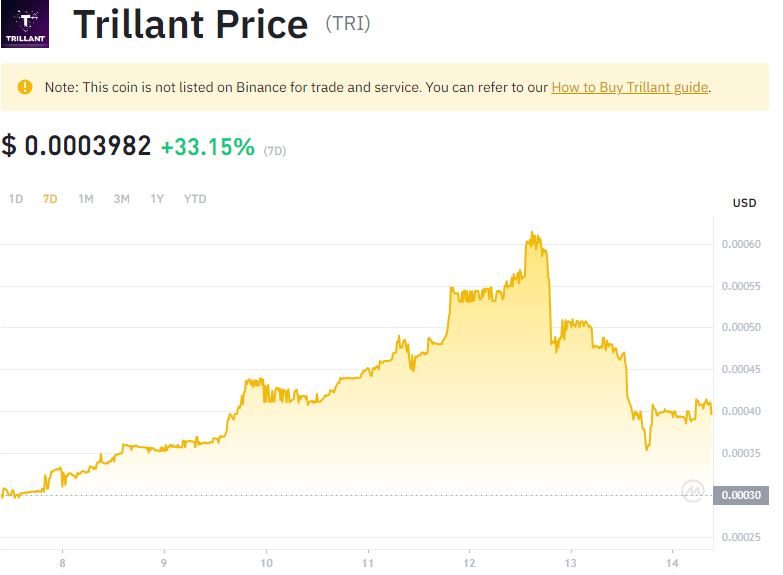 TRILLANT
Trillant Price (TRI)
Note: This coin is not listed on Binance for trade and service. You can refer to our How to Buy Trillant guide.
$ 0.0003982 +33.15% (7D)
1D 7D 1M 3M 1Y YTD
USD
0.00060
0.00055
0.00050
0.00045
0.00040
0.00035
0.00030
0.00025
8 9 10 11 12 13 14